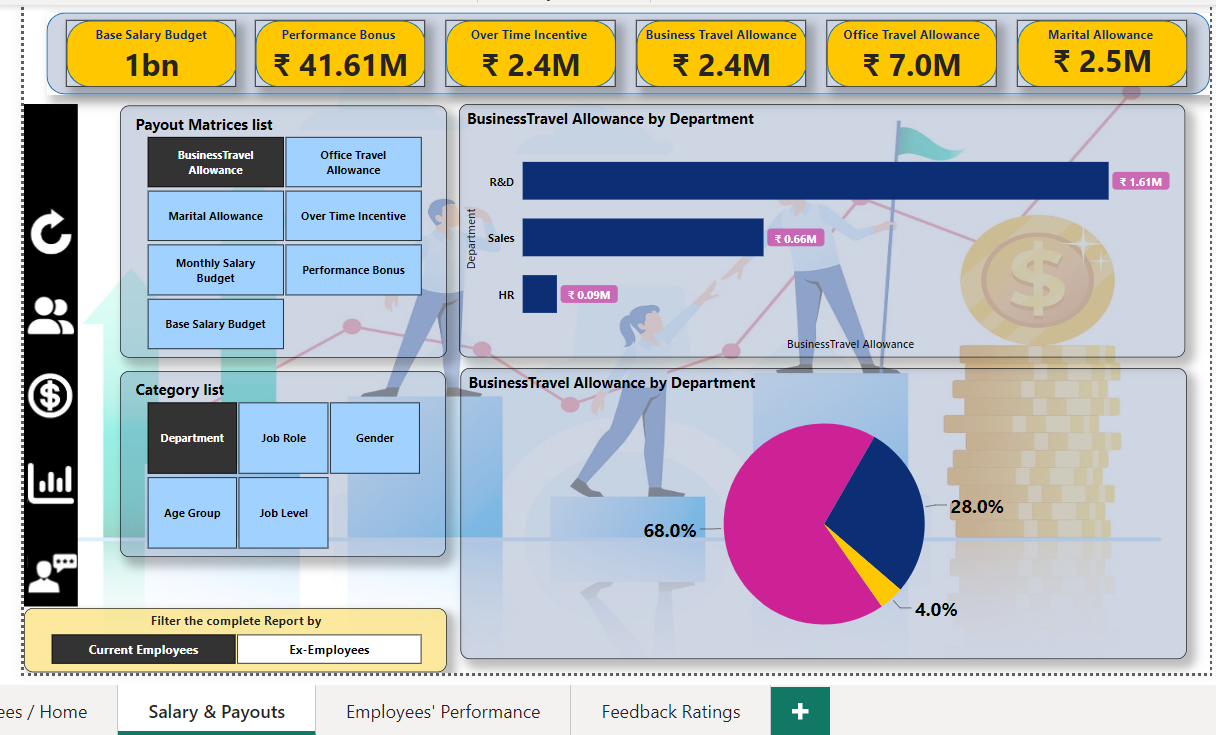 Base Salary Budget
1bn
Performance Bonus
₹ 41.61M
Over Time Incentive
₹ 2.4M
Business Travel Allowance
₹ 2.4M
Office Travel Allowance
₹ 7.0M
Marital Allowance
₹ 2.5M
Payout Matrices list
BusinessTravel
Allowance
Office Travel
Allowance
Marital Allowance
Over Time Incentive
Monthly Salary
Budget
Performance Bonus
Base Salary Budget
BusinessTravel Allowance by Department
Department
R&D
₹ 1.61M
Sales
₹ 0.66M
HR
₹ 0.09M
BusinessTravel Allowance
Category list
Department
Job Role
Gender
Age Group
Job Level
BusinessTravel Allowance by Department
68.0%
28.0%
4.0%
Filter the complete Report by
Current Employees
Ex-Employees
ees / Home
Salary & Payouts
Employees' Performance
Feedback Ratings